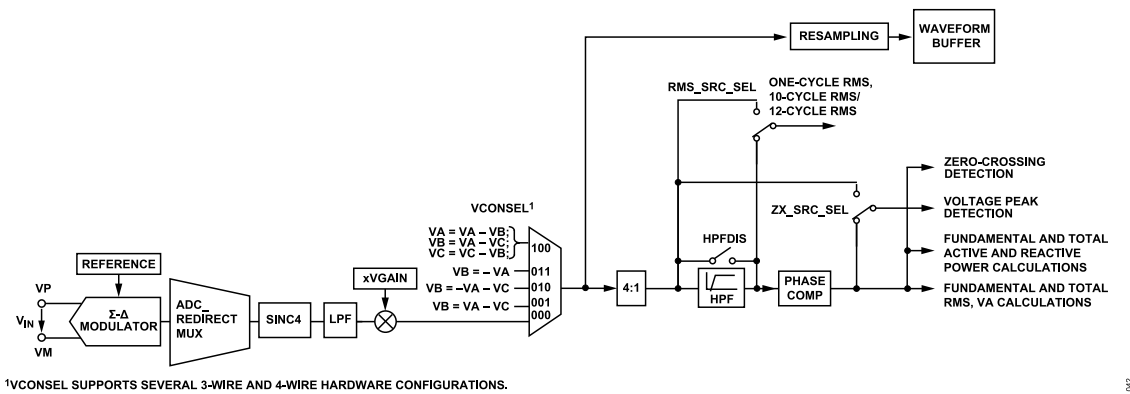 WAVEFORM
BUFFER
RESAMPLING
RMS_SRC_SEL
ONE-CYCLE RMS,
10-CYCLE RMS/
12-CYCLE RMS
ZERO-CROSSING
DETECTION
VOLTAGE PEAK
DETECTION
ZX_SRC_SEL
FUNDAMENTAL AND TOTAL
ACTIVE AND REACTIVE
POWER CALCULATIONS
FUNDAMENTAL AND TOTAL
RMS, VA CALCULATIONS
VCONSEL¹
VA = VA – VB
VB = VA – VC
VC = VC – VB
100
VB = –VA
011
VB = –VA – VC
010
VB = VA – VC
001
000
HPFDIS
HPF
PHASE
COMP
4:1
REFERENCE
xVGAIN
VP
VIN
VM
Σ-Δ
MODULATOR
ADC_
REDIRECT
MUX
SINC4
LPF
¹VCONSEL SUPPORTS SEVERAL 3-WIRE AND 4-WIRE HARDWARE CONFIGURATIONS.